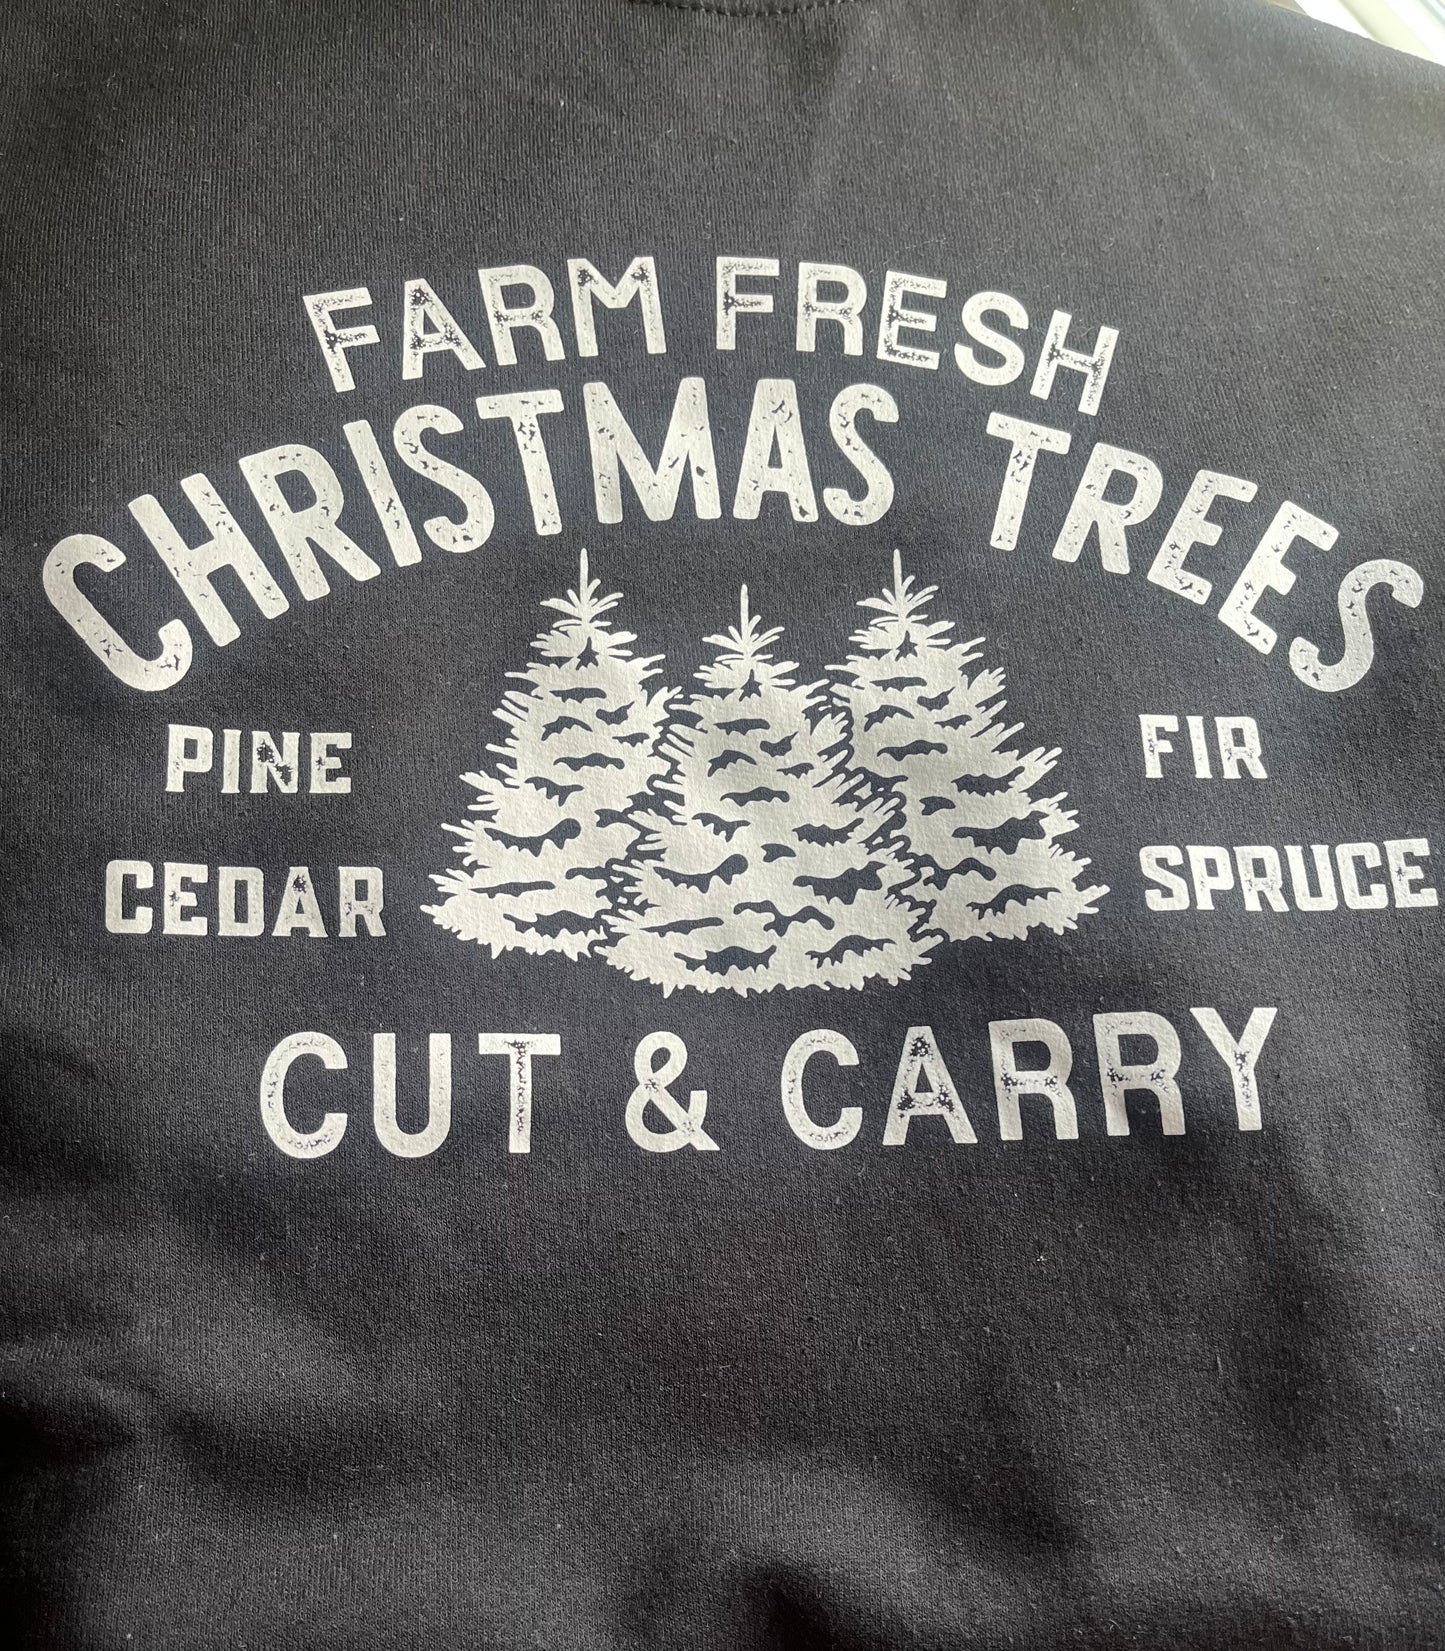 FARM FRESH
CHRISTMAS TREES
PINE
CEDAR
FIR
SPRUCE
CUT & CARRY